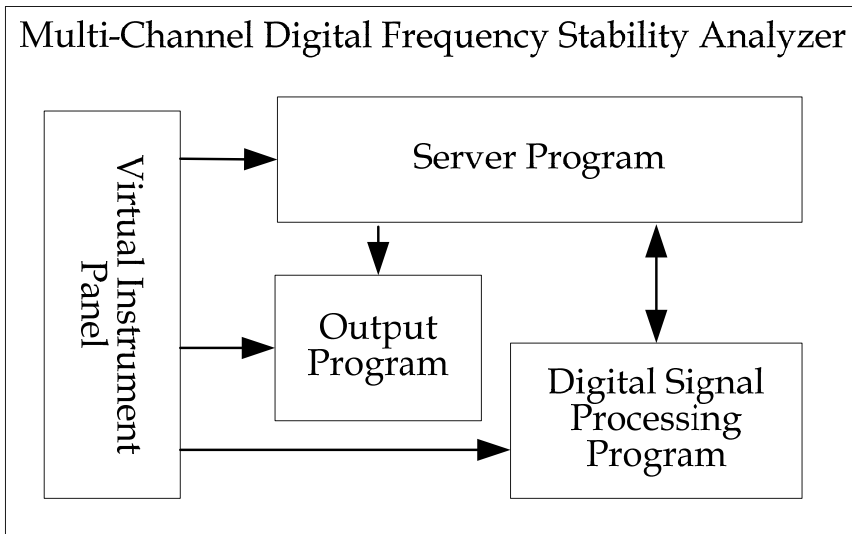 Multi-Channel Digital Frequency Stability Analyzer
Virtual Instrument
Panel
Server Program
Output
Program
Digital Signal
Processing
Program